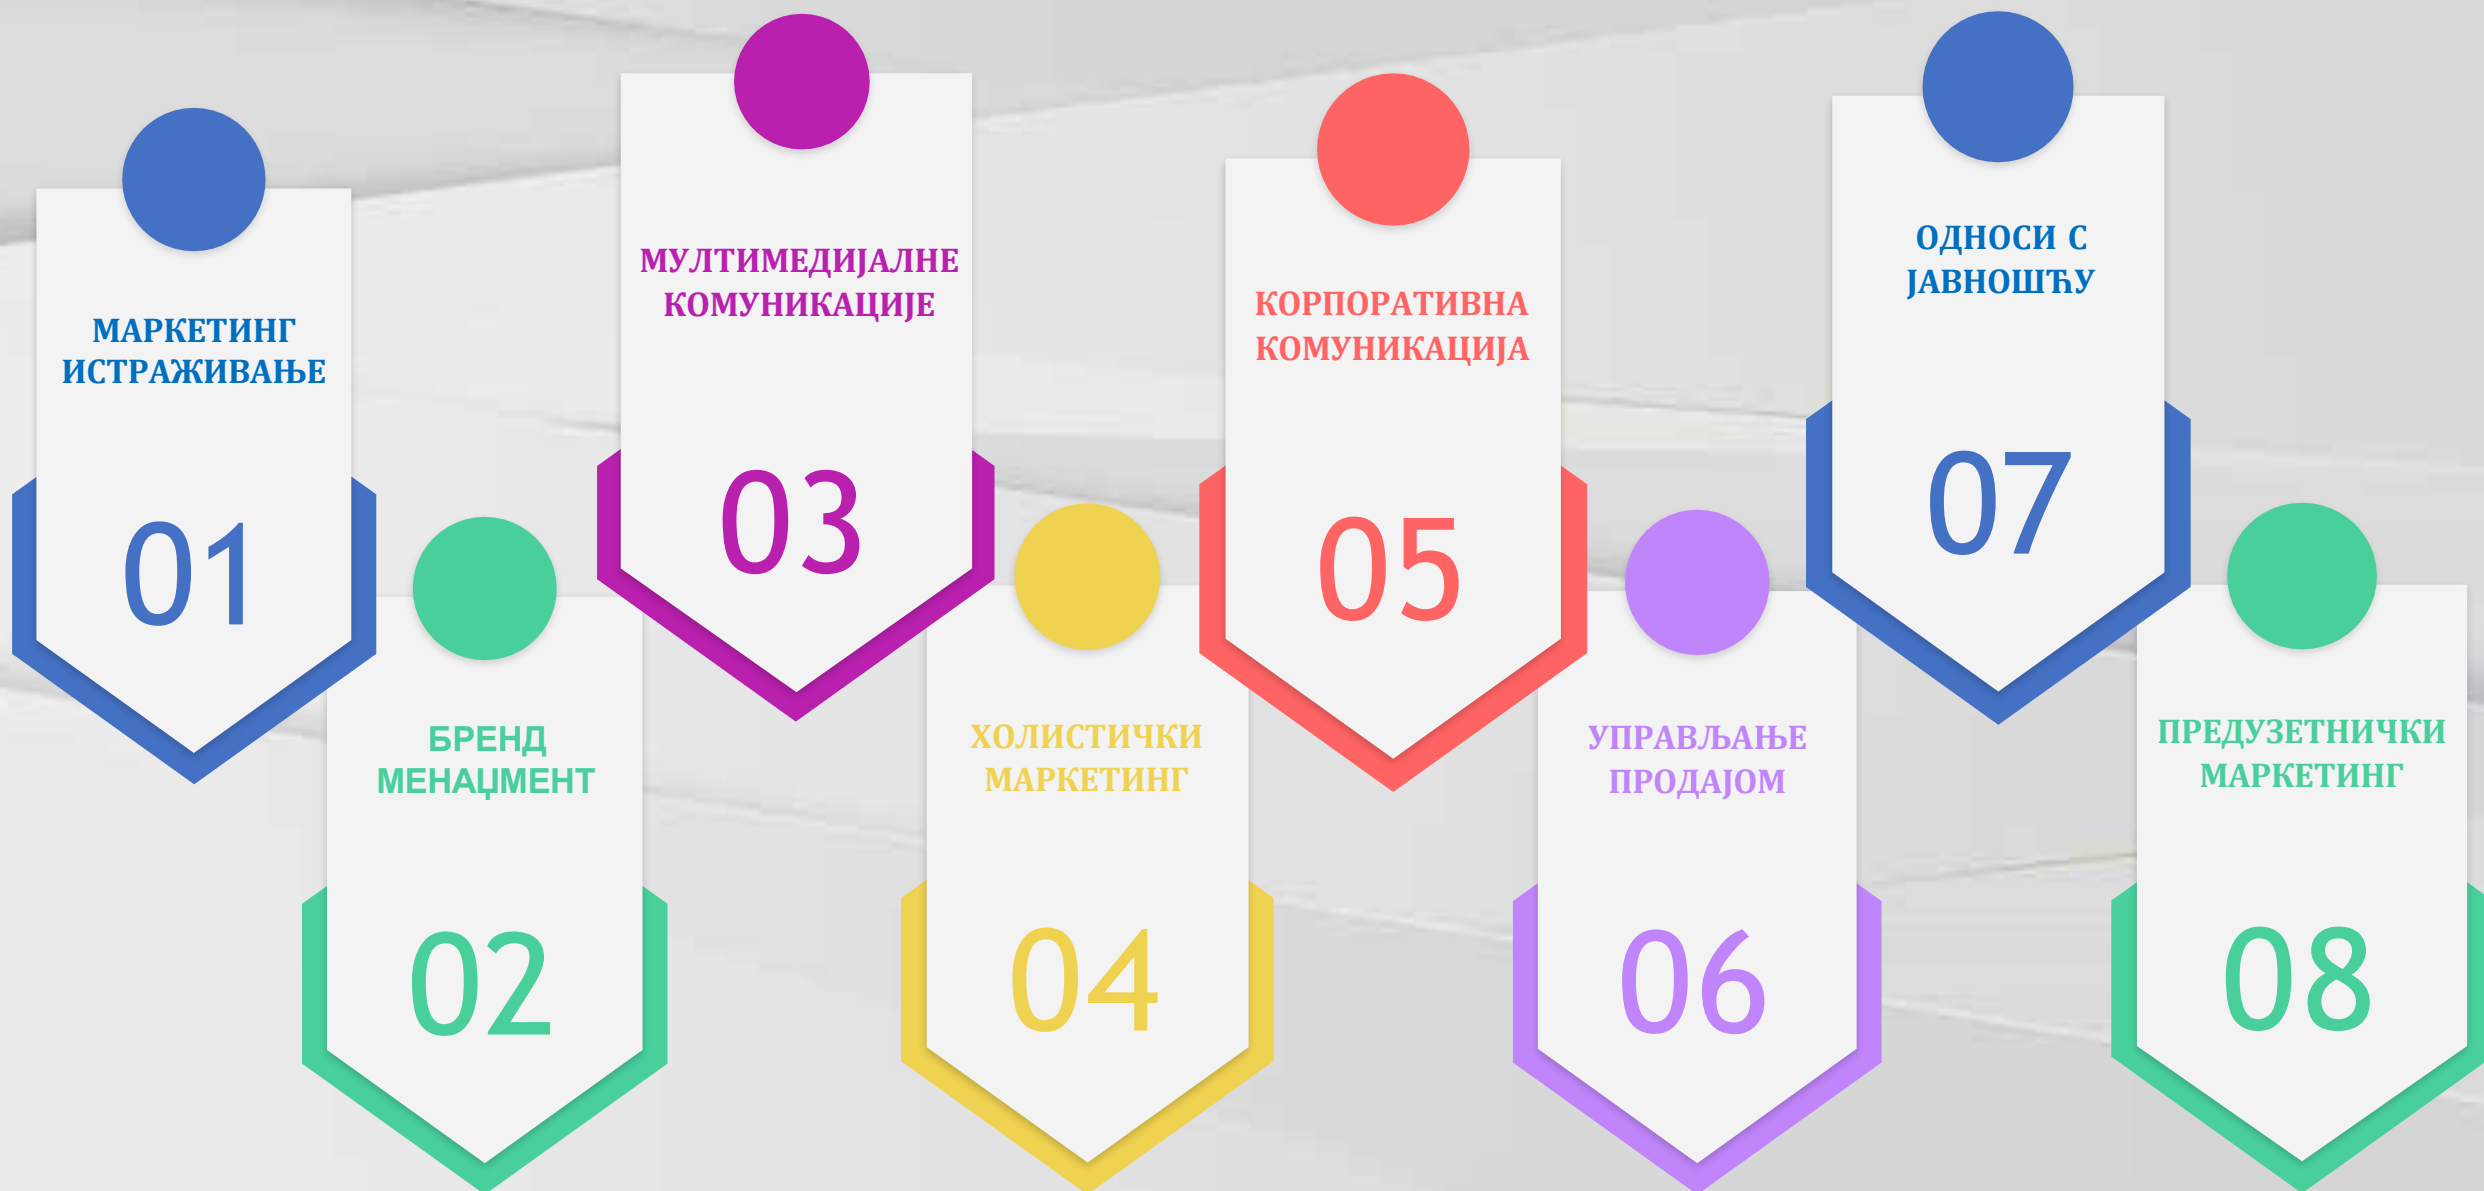 МАРКЕТИНГ
ИСТРАЖИВАЊЕ
01
БРЕНД
МЕНАЏМЕНТ
02
МУЛТИМЕДИЈАЛНЕ
КОМУНИКАЦИЈЕ
03
ХОЛИСТИЧКИ
МАРКЕТИНГ
04
КОРПОРАТИВНА
КОМУНИКАЦИЈА
05
УПРАВЉАЊЕ
ПРОДАЈОМ
06
ОДНОСИ С
ЈАВНОШЋУ
07
ПРЕДУЗЕТНИЧКИ
МАРКЕТИНГ
08